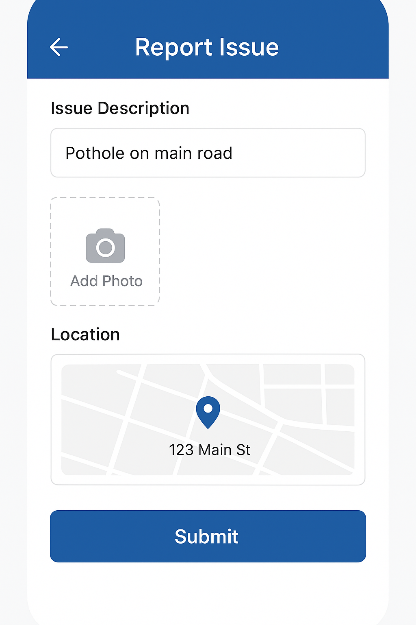 Report Issue
Issue Description
Pothole on main road
Add Photo
Location
123 Main St
Submit